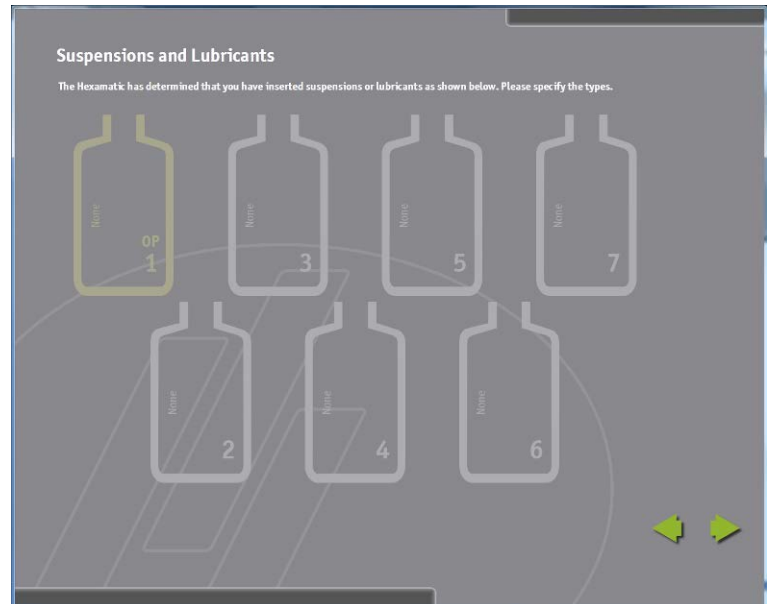 Suspensions and Lubricants
The Hexamatic has determined that you have inserted suspensions or lubricants as shown below. Please specify the types.
None
OP
1
None
3
None
5
None
7
None
2
None
4
None
6